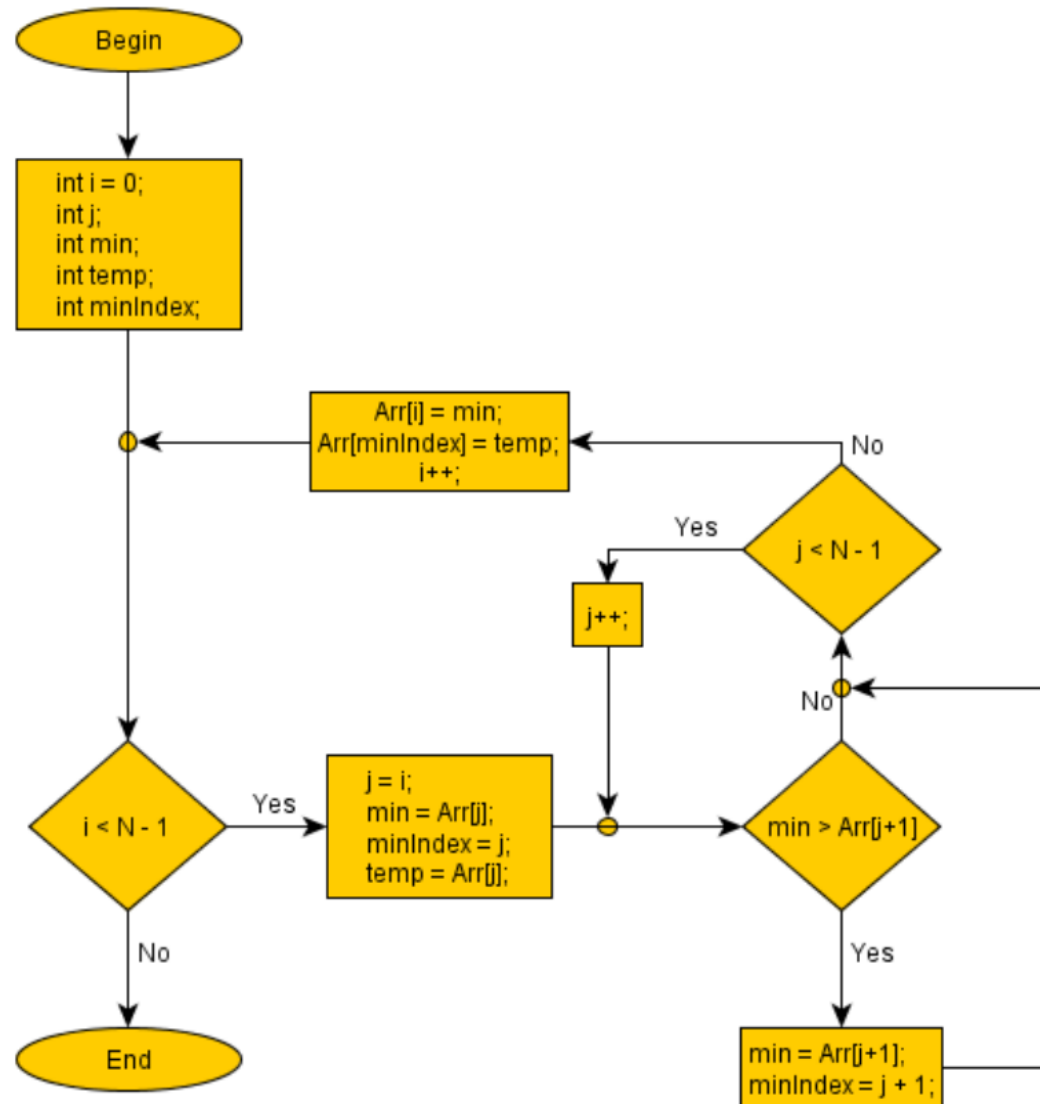 Begin
int i = 0;
int j;
int min;
int temp;
int minIndex;
Arr[i] = min;
Arr[minIndex] = temp;
i++;
No
Yes
j < N - 1
j++;
No
i < N - 1
Yes
j = i;
min = Arr[j];
minIndex = j;
temp = Arr[j];
min > Arr[j+1]
No
Yes
End
min = Arr[j+1];
minIndex = j + 1;